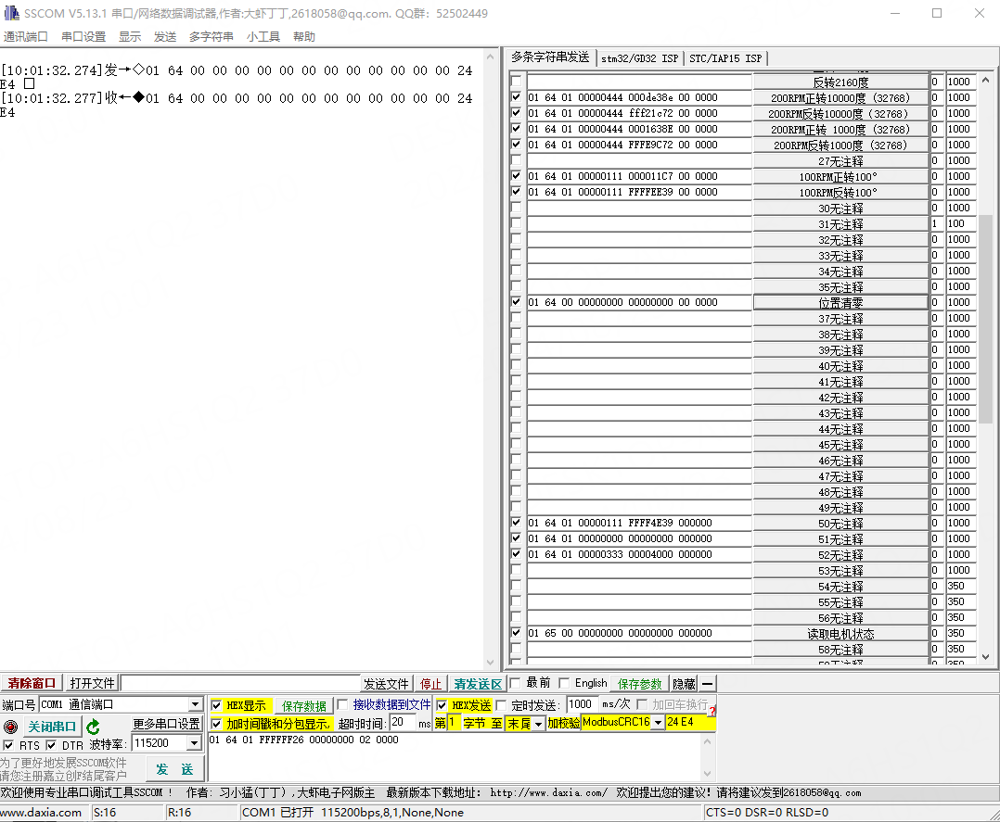 SSCOM V5.13.1 串口/网络数据调试器,作者:大虾丁丁,2618058@qq.com. QQ群: 52502449
通讯端口 串口设置 显示 发送 多字符串 小工具 帮助
[10:01:32.274]发→◇01 64 00 00 00 00 00 00 00 00 00 00 00 00 24
E4 □
[10:01:32.277]收←◆01 64 00 00 00 00 00 00 00 00 00 00 00 00 24
E4
多条字符串发送 stm32/GD32 ISP STC/IAP15 ISP
反转2160度 0 1000
01 64 01 00000444 000de38e 00 0000 200RPM正转10000度 (32768) 0 1000
01 64 01 00000444 fff21c72 00 0000 200RPM反转10000度 (32768) 0 1000
01 64 01 00000444 0001638E 00 0000 200RPM正转 1000度 (32768) 0 1000
01 64 01 00000444 FFFE9C72 00 0000 200RPM反转1000度 (32768) 0 1000
27无注释 0 1000
01 64 01 00000111 000011C7 00 0000 100RPM正转100° 0 1000
01 64 01 00000111 FFFFEE39 00 0000 100RPM反转100° 0 1000
30无注释 0 1000
31无注释 1 100
32无注释 0 1000
33无注释 0 1000
34无注释 0 1000
35无注释 0 1000
01 64 00 00000000 00000000 00 0000 位置清零 0 1000
37无注释 0 1000
38无注释 0 1000
39无注释 0 1000
40无注释 0 1000
41无注释 0 1000
42无注释 0 1000
43无注释 0 1000
44无注释 0 1000
45无注释 0 1000
46无注释 0 1000
47无注释 0 1000
48无注释 0 1000
49无注释 0 1000
01 64 01 00000111 FFFF4E39 000000 50无注释 0 1000
01 64 01 00000000 00000000 000000 51无注释 0 1000
01 64 01 00000333 00004000 000000 52无注释 0 1000
53无注释 0 1000
54无注释 0 350
55无注释 0 350
56无注释 0 350
01 65 00 00000000 00000000 000000 读取电机状态 0 350
58无注释 0 350
59无注释 0 350
清除窗口 打开文件 发送文件 停止 清发送区 最前 English 保存参数 隐藏 —
端口号 COM1 通信端口 HEX显示 保存数据 接收数据到文件 HEX发送 定时发送: 1000 ms/次 加回车换行
关闭串口 更多串口设置 加时间戳和分包显示, 超时时间: 20 ms 第 1 字节 至 末尾 加校验 ModbusCRC16 24 E4
RTS DTR 波特率: 115200 01 64 01 FFFFFF26 00000000 02 0000
为了更好地发展SSCOM软件
请您注册嘉立创F结尾客户
发 送
欢迎使用专业串口调试工具SSCOM ! 作者: 习小猛(丁丁),大虾电子网版主 最新版本下载地址: http://www.daxia.com/ 欢迎提出您的建议! 请将建议发到2618058@qq.com
www.daxia.com S:16 R:16 COM1 已打开 115200bps,8,1,None,None CTS=0 DSR=0 RLSD=0